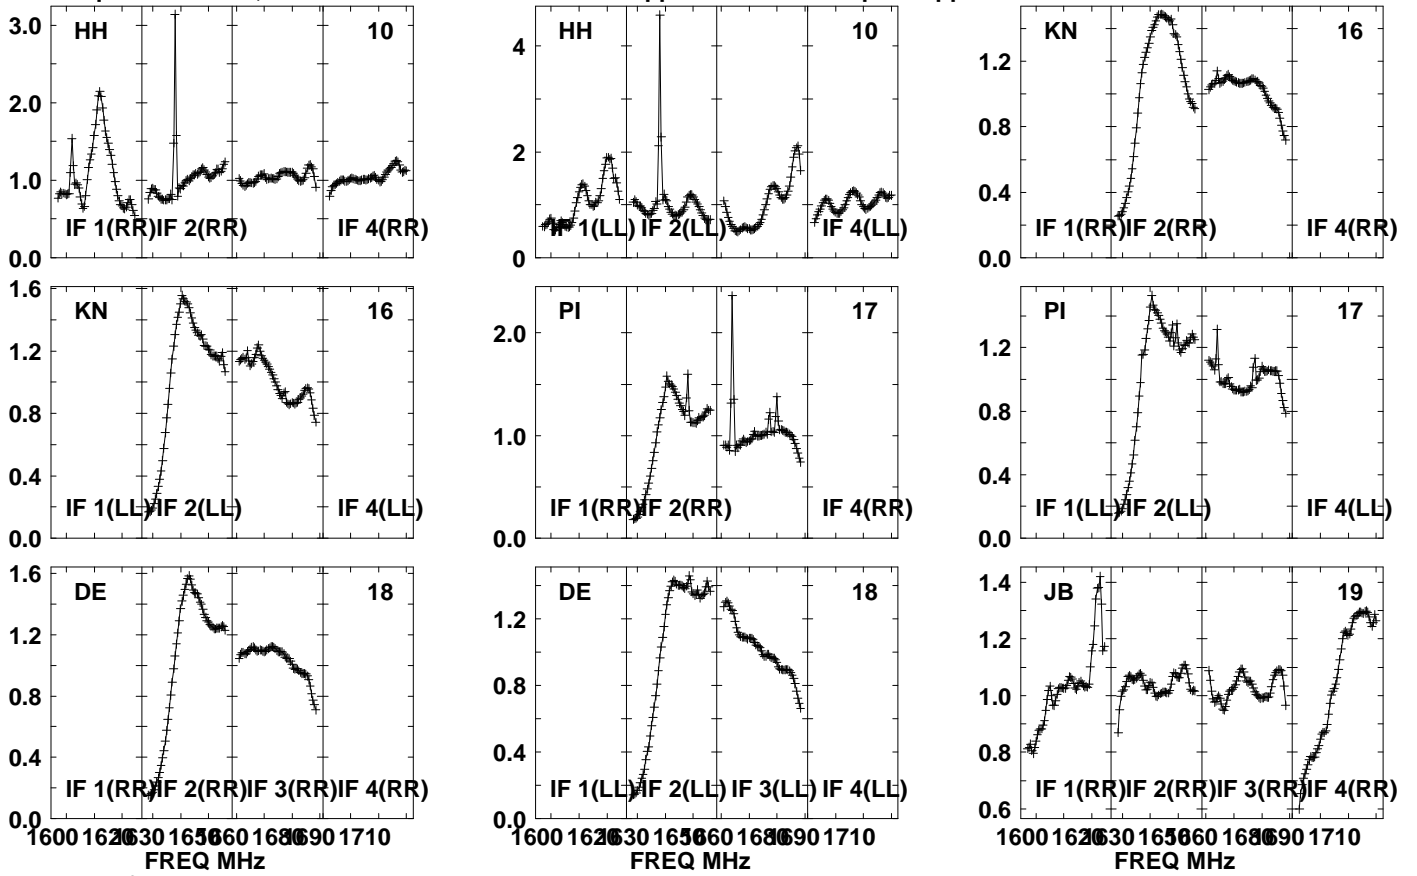 HH 10 HH 10 KN 16
3.0 4 1.2
2.0 2 0.8
1.0 0.4
IF 1(RR) IF 2(RR) IF 4(RR) IF 1(LL) IF 2(LL) IF 4(LL) IF 1(RR) IF 2(RR) IF 4(RR)
0.0 0 0.0
KN 16 PI 17 PI 17
1.6 2.0 1.2
1.2 1.0 0.8
0.8 0.4
0.4
IF 1(LL) IF 2(LL) IF 4(LL) IF 1(RR) IF 2(RR) IF 4(RR) IF 1(LL) IF 2(LL) IF 4(LL)
0.0 0.0 0.0
DE 18 DE 18 JB 19
1.6 1.2 1.4
1.2 0.8 1.2
0.8 0.4 1.0
0.4 0.8
IF 1(RR) IF 2(RR) IF 3(RR) IF 4(RR) IF 1(LL) IF 2(LL) IF 3(LL) IF 4(LL) IF 1(RR) IF 2(RR) IF 3(RR) IF 4(RR)
0.0 0.0 0.6
1600 1620 1630 1650 1660 1680 1690 1710 1600 1620 1630 1650 1660 1680 1690 1710 1600 1620 1630 1650 1660 1680 1690 1710
FREQ MHz FREQ MHz FREQ MHz